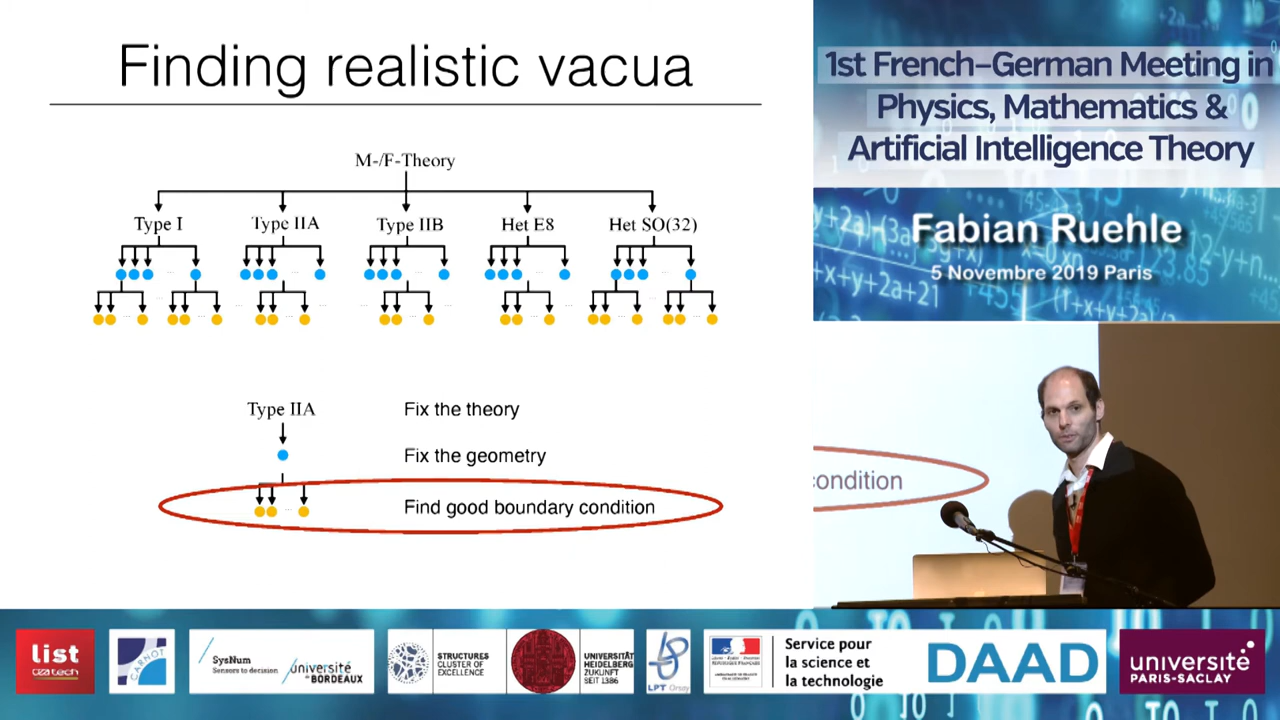 Finding realistic vacua
M-/F-Theory
Type I
Type IIA
Type IIB
Het E8
Het SO(32)
Type IIA
Fix the theory
Fix the geometry
Find good boundary condition
1st French–German Meeting in
Physics, Mathematics &
Artificial Intelligence Theory
Fabian Ruehle
5 Novembre 2019 Paris
condition
list
ceatech
CARNOT
SysNum
Sensors to decision
université
de BORDEAUX
STRUCTURES
CLUSTER OF
EXCELLENCE
UNIVERSITÄT
HEIDELBERG
ZUKUNFT
SEIT 1386
LPT Orsay
Service pour
la science et
la technologie
DAAD
université
PARIS-SACLAY